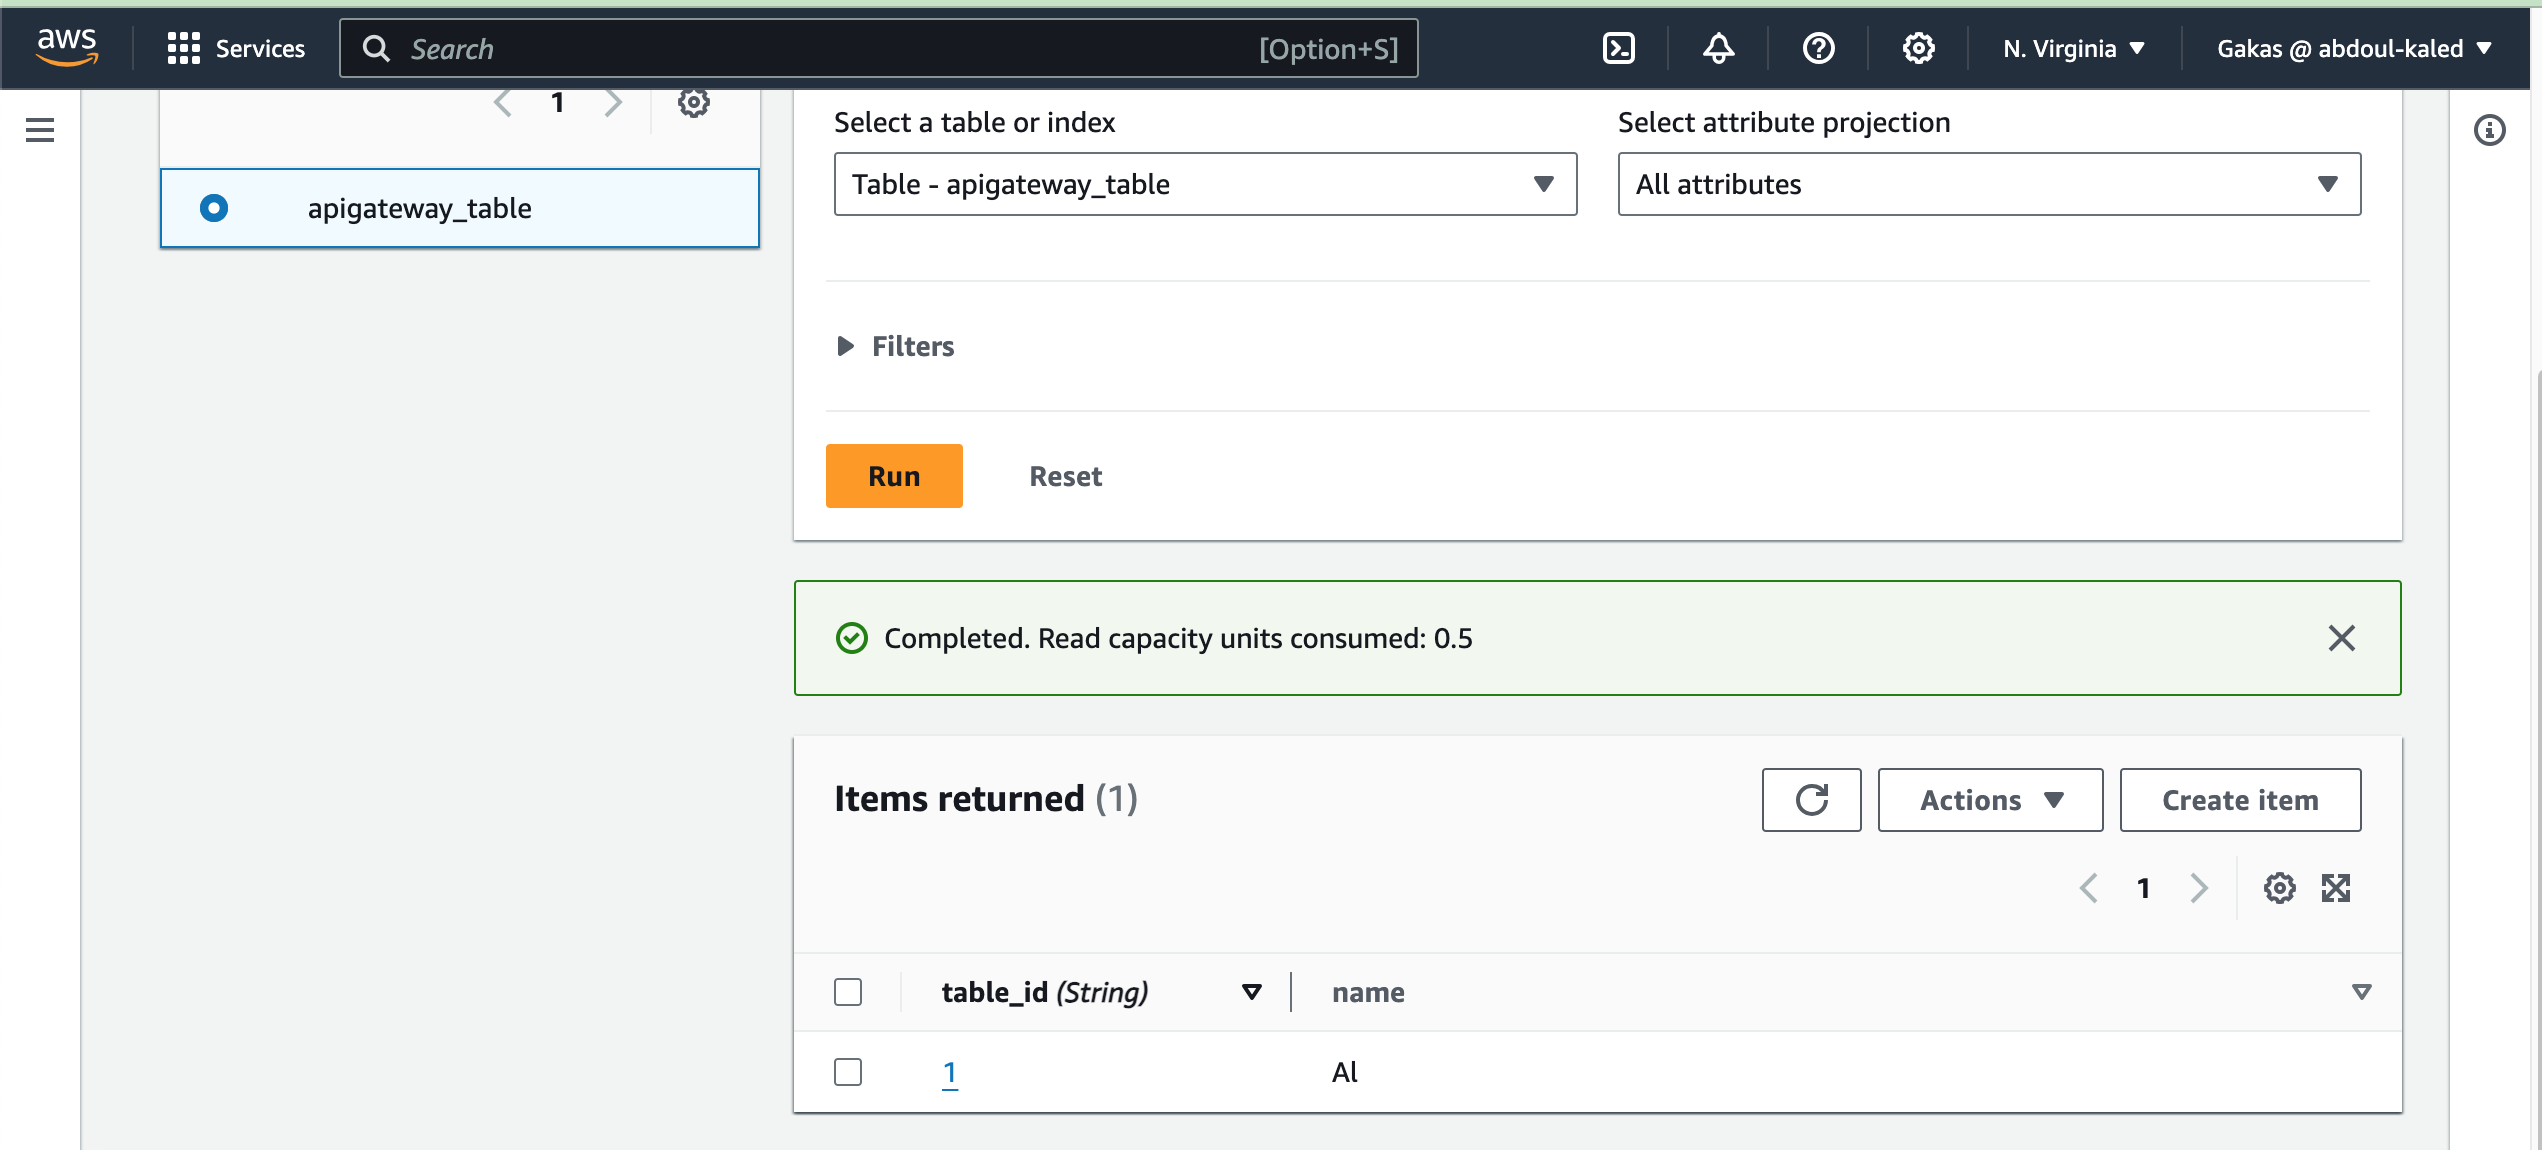 aws Services Search [Option+S] N. Virginia Gakas @ abdoul-kaled
1
apigateway_table
Select a table or index
Table - apigateway_table
Select attribute projection
All attributes
Filters
Run Reset
Completed. Read capacity units consumed: 0.5
Items returned (1)
Actions Create item
1
table_id (String) name
1 Al